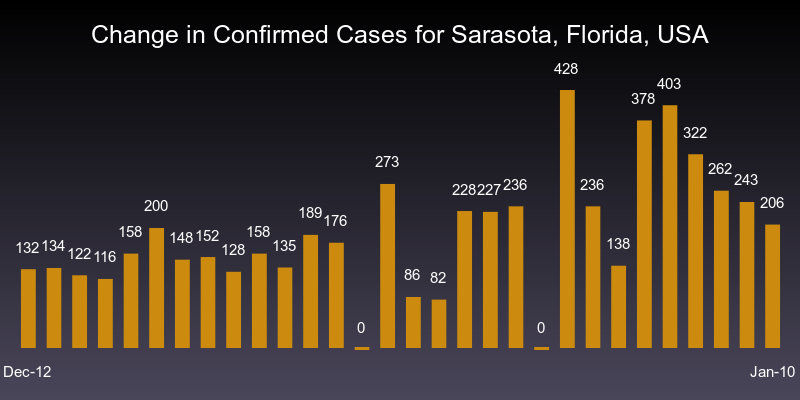 Change in Confirmed Cases for Sarasota, Florida, USA
132 134 122 116 158 200 148 152 128 158 135 189 176 0 273 86 82 228 227 236 0 428 236 138 378 403 322 262 243 206
Dec-12 Jan-10